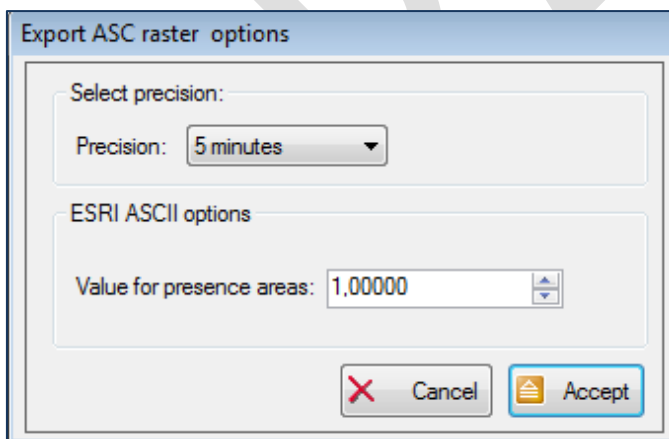 Export ASC raster options
Select precision:
Precision: 5 minutes
ESRI ASCII options
Value for presence areas: 1,00000
Cancel Accept